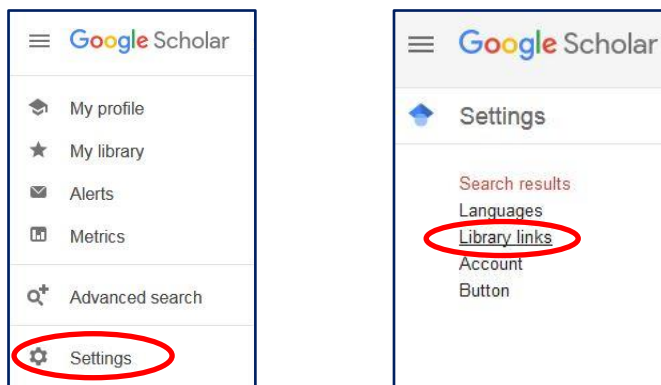 Google Scholar
My profile
My library
Alerts
Metrics
Advanced search
Settings
Google Scholar
Settings
Search results
Languages
Library links
Account
Button